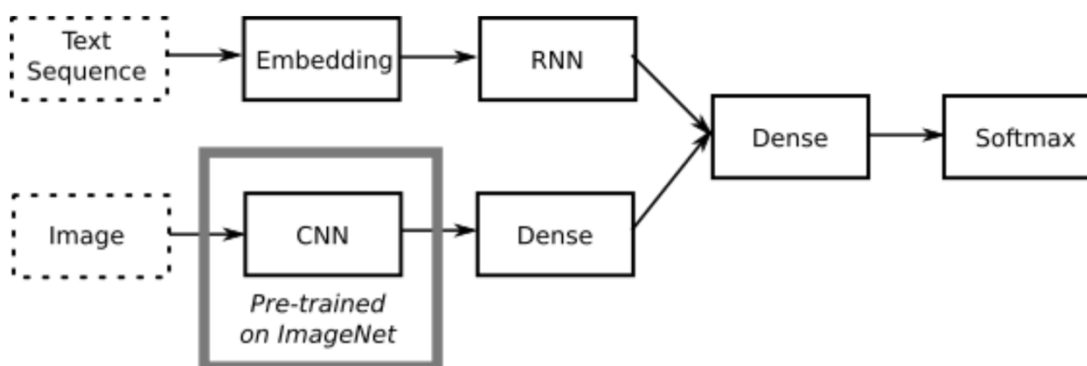 Text
Sequence
Embedding
RNN
Dense
Softmax
Image
CNN
Dense
Pre-trained
on ImageNet